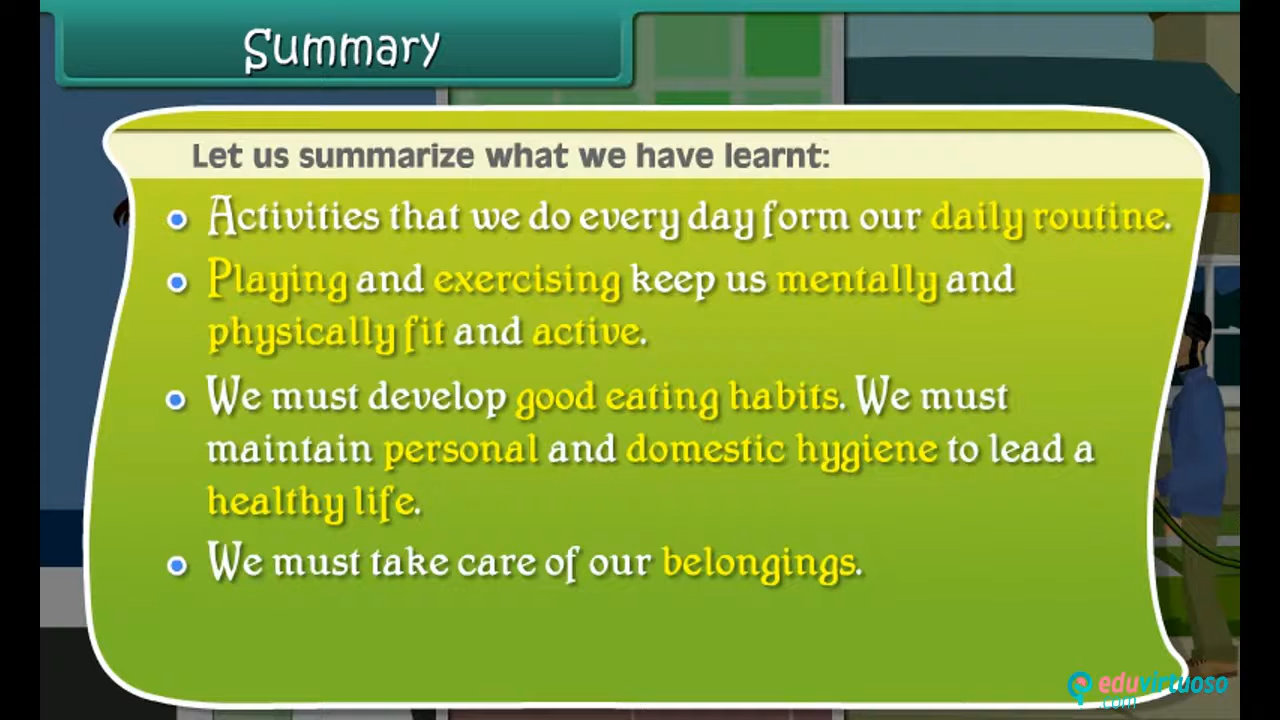 Summary
Let us summarize what we have learnt:
Activities that we do every day form our daily routine.
Playing and exercising keep us mentally and
physically fit and active.
We must develop good eating habits. We must
maintain personal and domestic hygiene to lead a
healthy life.
We must take care of our belongings.
eduvirtuoso
.com